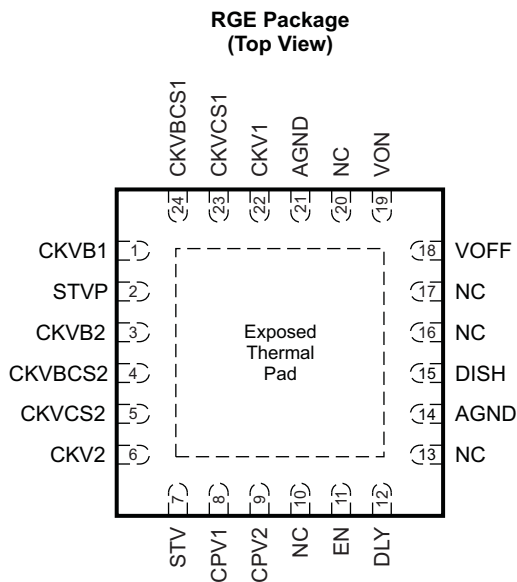 RGE Package
(Top View)
CKVBCS1
CKVCS1
CKV1
AGND
NC
VON
24
23
22
21
20
19
CKVB1 1
STVP 2
CKVB2 3
CKVBCS2 4
CKVCS2 5
CKV2 6
Exposed
Thermal
Pad
18 VOFF
17 NC
16 NC
15 DISH
14 AGND
13 NC
7
8
9
10
11
12
STV
CPV1
CPV2
NC
EN
DLY